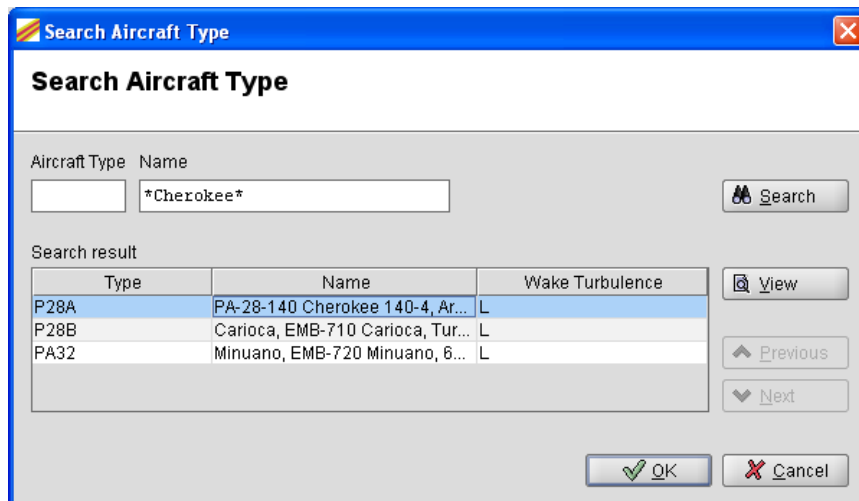 Search Aircraft Type
Search Aircraft Type
Aircraft Type Name
*Cherokee*
Search
Search result
Type Name Wake Turbulence
View
P28A PA-28-140 Cherokee 140-4, Ar... L
P28B Carioca, EMB-710 Carioca, Tur... L
PA32 Minuano, EMB-720 Minuano, 6... L
Previous
Next
OK Cancel